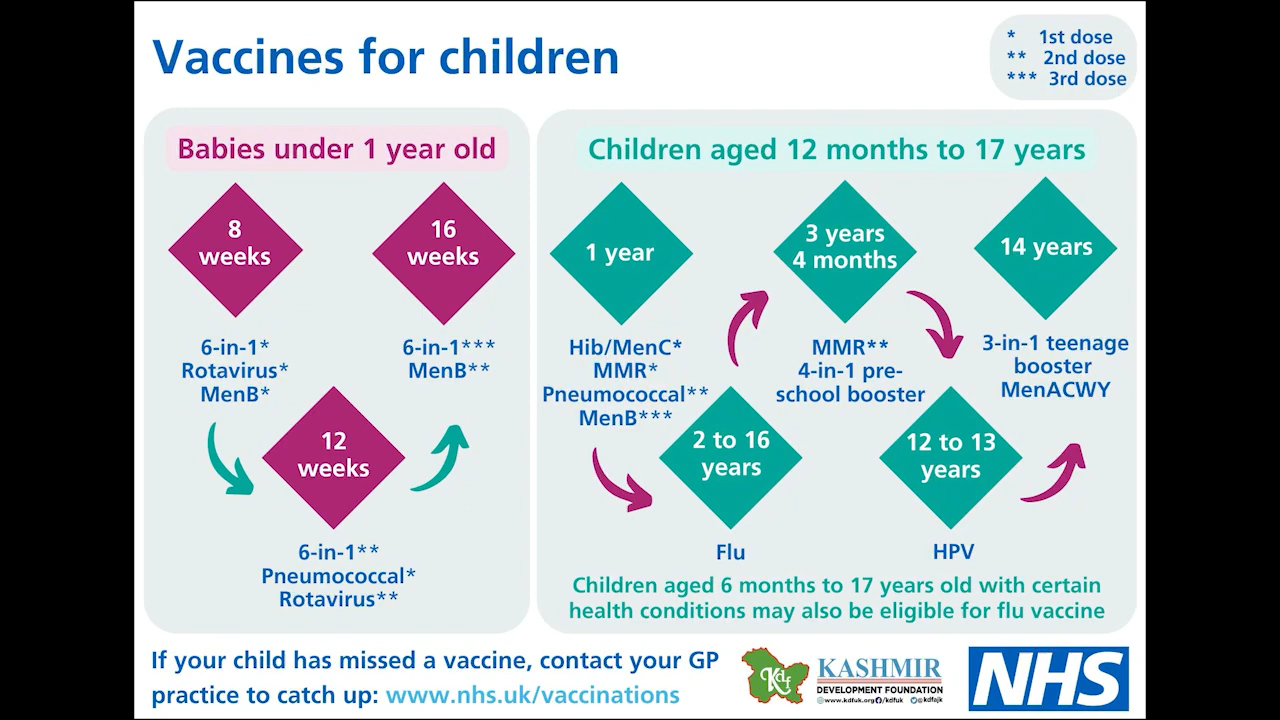 Vaccines for children
* 1st dose
** 2nd dose
*** 3rd dose
Babies under 1 year old
8
weeks
6-in-1*
Rotavirus*
MenB*
12
weeks
6-in-1**
Pneumococcal*
Rotavirus**
16
weeks
6-in-1***
MenB**
Children aged 12 months to 17 years
1 year
Hib/MenC*
MMR*
Pneumococcal**
MenB***
2 to 16
years
Flu
3 years
4 months
MMR**
4-in-1 pre-
school booster
12 to 13
years
HPV
14 years
3-in-1 teenage
booster
MenACWY
Children aged 6 months to 17 years old with certain
health conditions may also be eligible for flu vaccine
If your child has missed a vaccine, contact your GP
practice to catch up: www.nhs.uk/vaccinations
Kdf
KASHMIR
DEVELOPMENT FOUNDATION
www.kdfuk.org /kdfuk @kdfajk
NHS